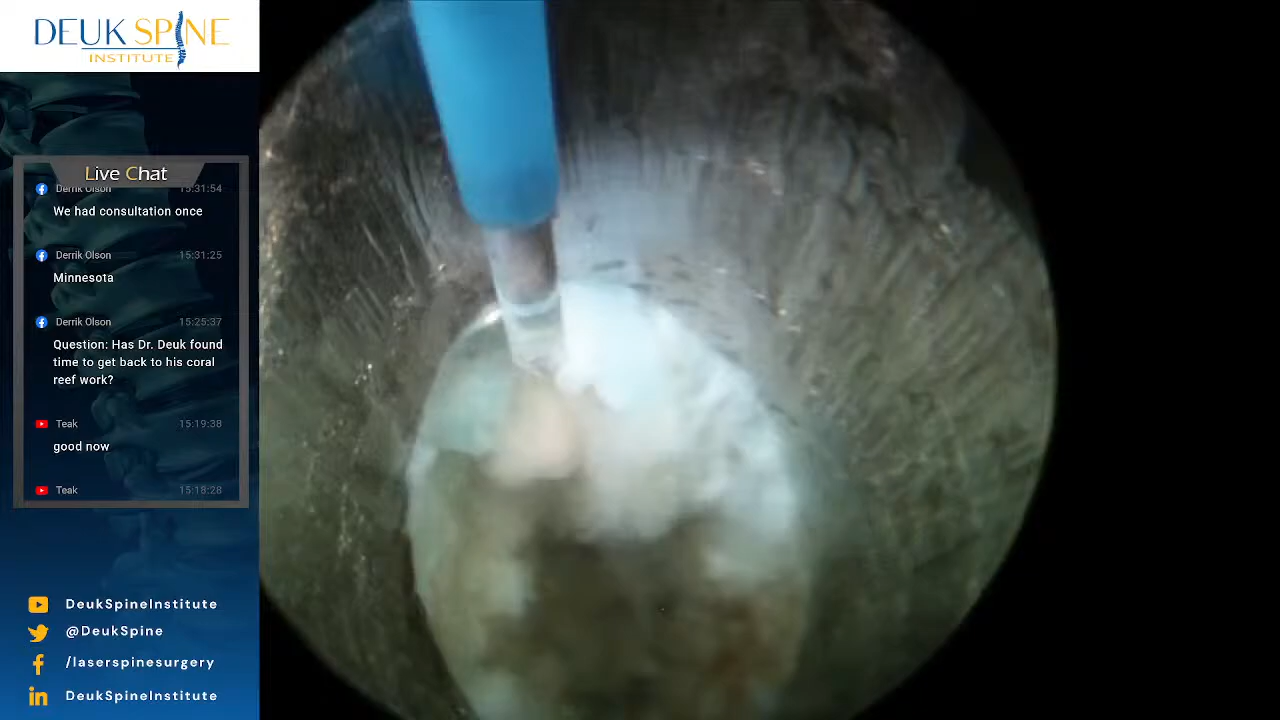 DEUK SPINE
INSTITUTE
Live Chat
Derrik Olson 15:31:54
We had consultation once
Derrik Olson 15:31:25
Minnesota
Derrik Olson 15:25:37
Question: Has Dr. Deuk found
time to get back to his coral
reef work?
Teak 15:19:38
good now
Teak 15:18:28
DeukSpineInstitute
@DeukSpine
/laserspinesurgery
DeukSpineInstitute